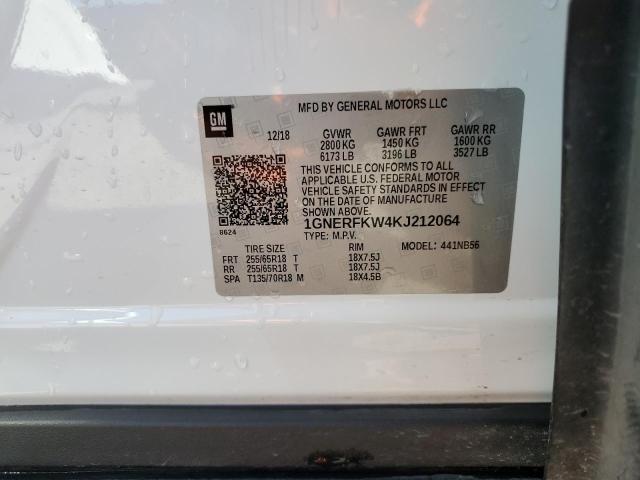 GM
MFD BY GENERAL MOTORS LLC
12/18 GVWR GAWR FRT GAWR RR
2800 KG 1450 KG 1600 KG
6173 LB 3196 LB 3527 LB
THIS VEHICLE CONFORMS TO ALL
APPLICABLE U.S. FEDERAL MOTOR
VEHICLE SAFETY STANDARDS IN EFFECT
ON THE DATE OF MANUFACTURE
SHOWN ABOVE.
1GNERFKW4KJ212064
8624
TYPE: M.P.V.
TIRE SIZE RIM MODEL: 441NB56
FRT 255/65R18 T 18X7.5J
RR 255/65R18 T 18X7.5J
SPA T135/70R18 M 18X4.5B